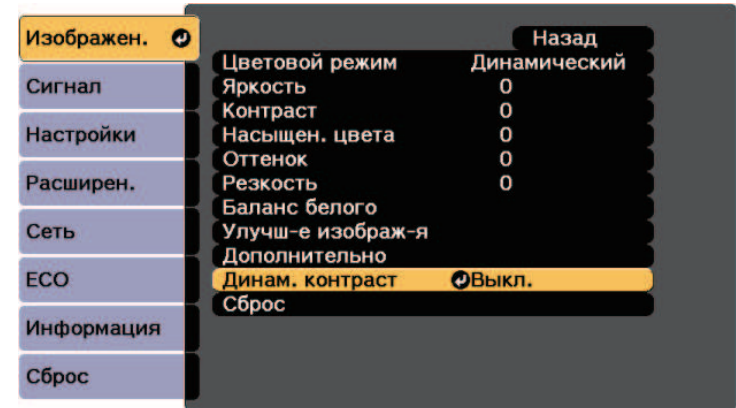 Изображен.
Сигнал
Настройки
Расширен.
Сеть
ECO
Информация
Сброс
Назад
Цветовой режим Динамический
Яркость 0
Контраст 0
Насыщен. цвета 0
Оттенок 0
Резкость 0
Баланс белого
Улучш-е изображ-я
Дополнительно
Динам. контраст Выкл.
Сброс